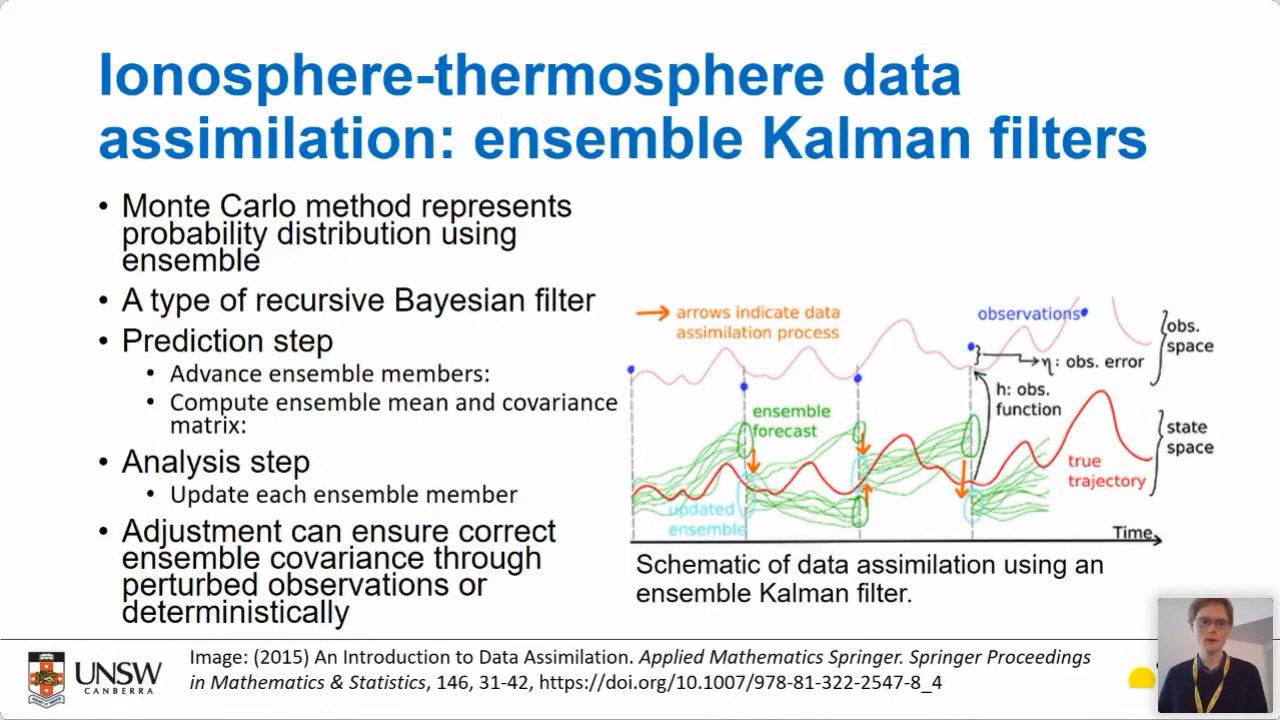 Ionosphere-thermosphere data
assimilation: ensemble Kalman filters
• Monte Carlo method represents
probability distribution using
ensemble
• A type of recursive Bayesian filter
• Prediction step
• Advance ensemble members:
• Compute ensemble mean and covariance
matrix:
• Analysis step
• Update each ensemble member
• Adjustment can ensure correct
ensemble covariance through
perturbed observations or
deterministically
arrows indicate data
assimilation process
observations
obs.
space
η: obs. error
h: obs.
function
ensemble
forecast
state
space
true
trajectory
updated
ensemble
Time
Schematic of data assimilation using an
ensemble Kalman filter.
UNSW
CANBERRA
Image: (2015) An Introduction to Data Assimilation. Applied Mathematics Springer. Springer Proceedings
in Mathematics & Statistics, 146, 31-42, https://doi.org/10.1007/978-81-322-2547-8_4